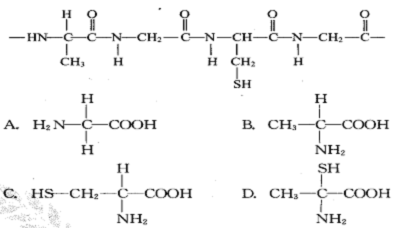 H O O O O
—HN—C—C—N—CH₂—C—N—CH—C—N—CH₂—C—
CH₃ H H CH₂ H
SH
H H
A. H₂N—C—COOH B. CH₃—C—COOH
H NH₂
H SH
C. HS—CH₂—C—COOH D. CH₃—C—COOH
NH₂ NH₂